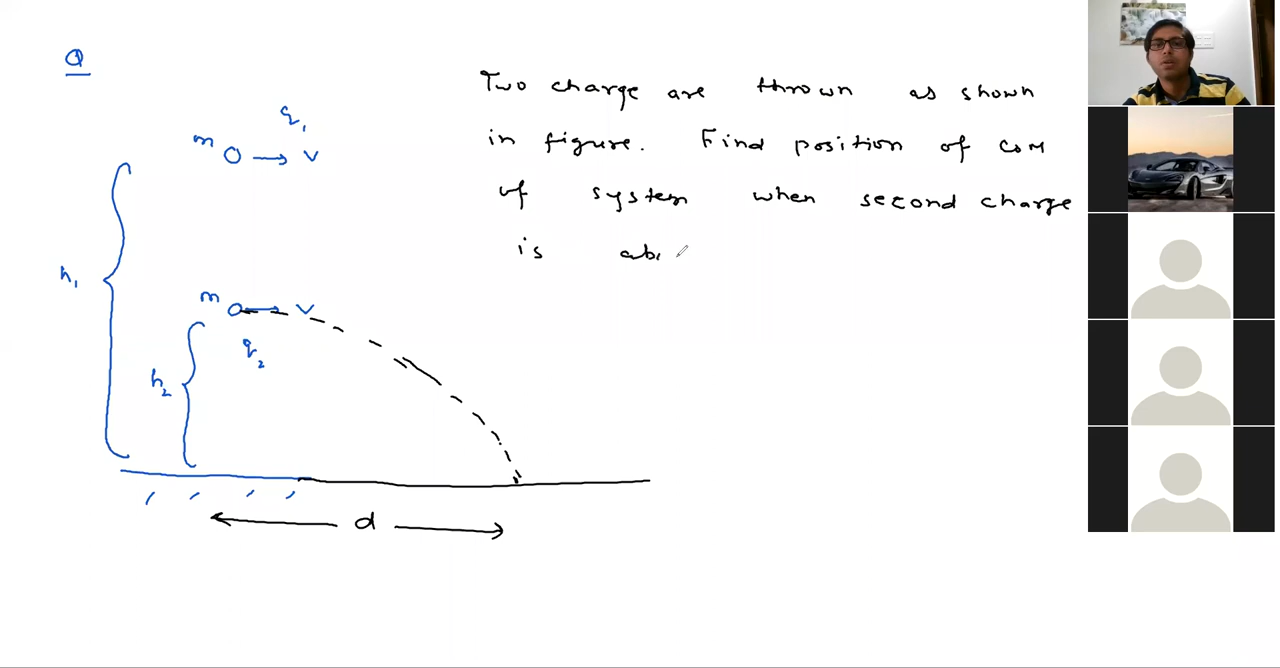 Q
Two charge are thrown as shown
in figure. Find position of COM
of system when second charge
is abo
q1
m v
h1
m v
q2
h2
d